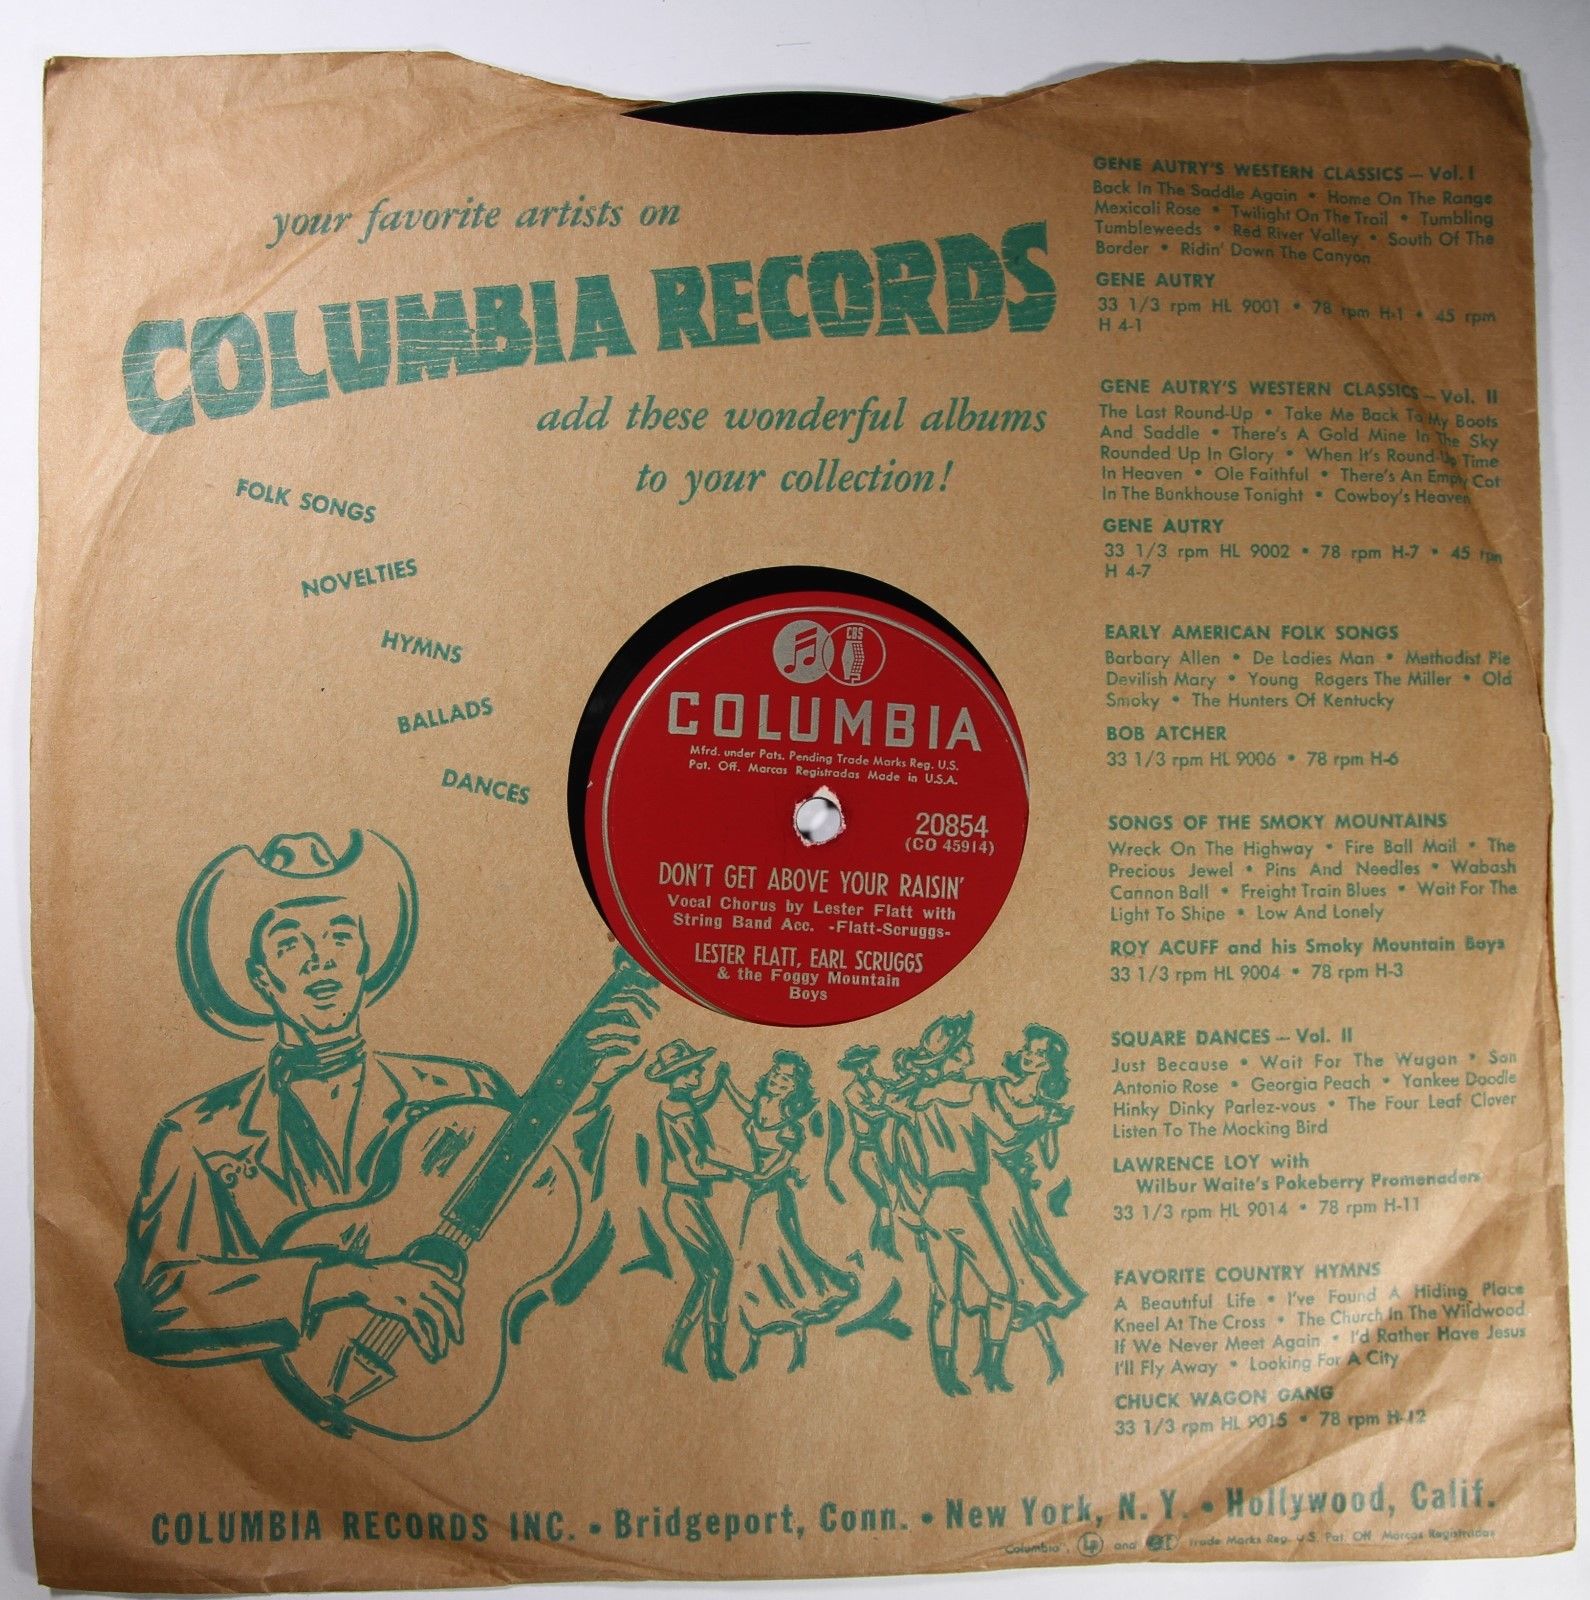 your favorite artists on
COLUMBIA RECORDS
add these wonderful albums
to your collection!
FOLK SONGS
NOVELTIES
HYMNS
BALLADS
DANCES
CBS
COLUMBIA
Mfrd. under Pats. Pending Trade Marks Reg. U.S.
Pat. Off. Marcas Registradas Made in U.S.A.
20854
(CO 45914)
DON'T GET ABOVE YOUR RAISIN'
Vocal Chorus by Lester Flatt with
String Band Acc. -Flatt-Scruggs-
LESTER FLATT, EARL SCRUGGS
& the Foggy Mountain
Boys
GENE AUTRY'S WESTERN CLASSICS — Vol. I
Back In The Saddle Again • Home On The Range
Mexicali Rose • Twilight On The Trail • Tumbling
Tumbleweeds • Red River Valley • South Of The
Border • Ridin' Down The Canyon
GENE AUTRY
33 1/3 rpm HL 9001 • 78 rpm H-1 • 45 rpm
H 4-1
GENE AUTRY'S WESTERN CLASSICS — Vol. II
The Last Round-Up • Take Me Back To My Boots
And Saddle • There's A Gold Mine In The Sky
Rounded Up In Glory • When It's Round-Up Time
In Heaven • Ole Faithful • There's An Empty Cot
In The Bunkhouse Tonight • Cowboy's Heaven
GENE AUTRY
33 1/3 rpm HL 9002 • 78 rpm H-7 • 45 rpm
H 4-7
EARLY AMERICAN FOLK SONGS
Barbary Allen • De Ladies Man • Methodist Pie
Devilish Mary • Young Rogers The Miller • Old
Smoky • The Hunters Of Kentucky
BOB ATCHER
33 1/3 rpm HL 9006 • 78 rpm H-6
SONGS OF THE SMOKY MOUNTAINS
Wreck On The Highway • Fire Ball Mail • The
Precious Jewel • Pins And Needles • Wabash
Cannon Ball • Freight Train Blues • Wait For The
Light To Shine • Low And Lonely
ROY ACUFF and his Smoky Mountain Boys
33 1/3 rpm HL 9004 • 78 rpm H-3
SQUARE DANCES — Vol. II
Just Because • Wait For The Wagon • San
Antonio Rose • Georgia Peach • Yankee Doodle
Hinky Dinky Parlez-vous • The Four Leaf Clover
Listen To The Mocking Bird
LAWRENCE LOY with
Wilbur Waite's Pokeberry Promenaders
33 1/3 rpm HL 9014 • 78 rpm H-11
FAVORITE COUNTRY HYMNS
A Beautiful Life • I've Found A Hiding Place
Kneel At The Cross • The Church In The Wildwood
If We Never Meet Again • I'd Rather Have Jesus
I'll Fly Away • Looking For A City
CHUCK WAGON GANG
33 1/3 rpm HL 9015 • 78 rpm H-12
COLUMBIA RECORDS INC. • Bridgeport, Conn. • New York, N. Y. • Hollywood, Calif.
Columbia", Lp and Trade Marks Reg. U.S. Pat. Off Marcas Registradas